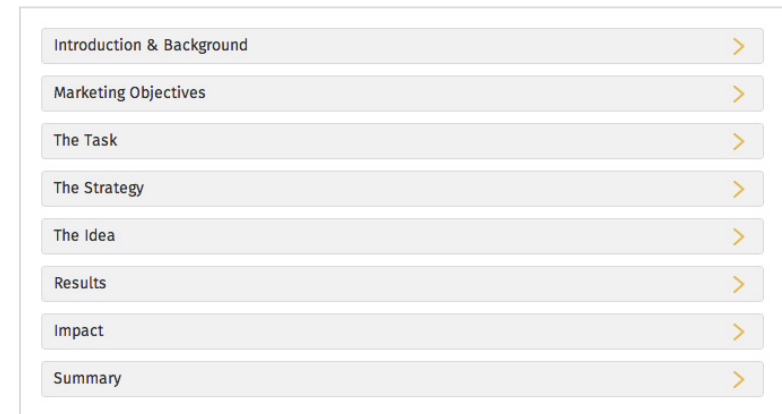 Introduction & Background
Marketing Objectives
The Task
The Strategy
The Idea
Results
Impact
Summary